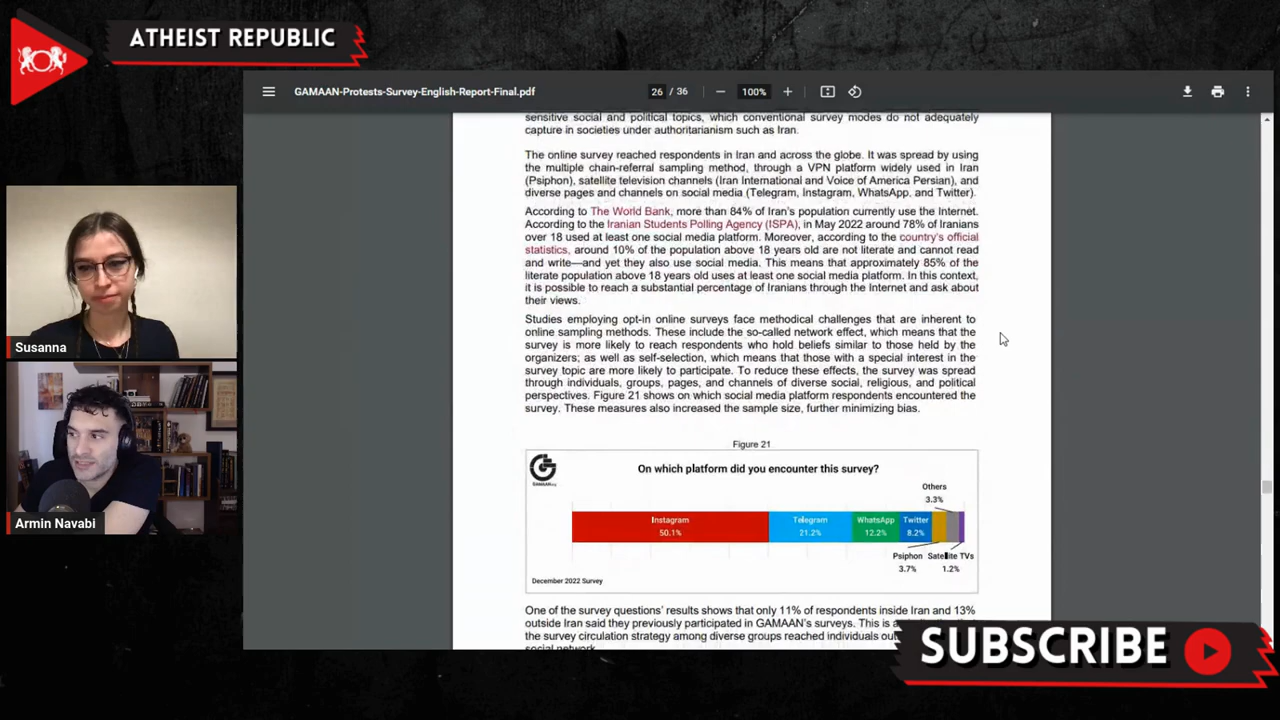 ATHEIST REPUBLIC
GAMAAN-Protests-Survey-English-Report-Final.pdf
26 / 36
100%
sensitive social and political topics, which conventional survey modes do not adequately
capture in societies under authoritarianism such as Iran.
The online survey reached respondents in Iran and across the globe. It was spread by using
the multiple chain-referral sampling method, through a VPN platform widely used in Iran
(Psiphon), satellite television channels (Iran International and Voice of America Persian), and
diverse pages and channels on social media (Telegram, Instagram, WhatsApp. and Twitter).
According to The World Bank, more than 84% of Iran's population currently use the Internet.
According to the Iranian Students Polling Agency (ISPA), in May 2022 around 78% of Iranians
over 18 used at least one social media platform. Moreover, according to the country's official
statistics, around 10% of the population above 18 years old are not literate and cannot read
and write—and yet they also use social media. This means that approximately 85% of the
literate population above 18 years old uses at least one social media platform. In this context,
it is possible to reach a substantial percentage of Iranians through the Internet and ask about
their views.
Studies employing opt-in online surveys face methodical challenges that are inherent to
online sampling methods. These include the so-called network effect, which means that the
survey is more likely to reach respondents who hold beliefs similar to those held by the
organizers; as well as self-selection, which means that those with a special interest in the
survey topic are more likely to participate. To reduce these effects, the survey was spread
through individuals, groups, pages, and channels of diverse social, religious, and political
perspectives. Figure 21 shows on which social media platform respondents encountered the
survey. These measures also increased the sample size, further minimizing bias.
Figure 21
On which platform did you encounter this survey?
Others
3.3%
Instagram
50.1%
Telegram
21.2%
WhatsApp
12.2%
Twitter
8.2%
Psiphon
3.7%
Satellite TVs
1.2%
December 2022 Survey
One of the survey questions' results shows that only 11% of respondents inside Iran and 13%
outside Iran said they previously participated in GAMAAN's surveys. This is
the survey circulation strategy among diverse groups reached individuals
social network.
Susanna
Armin Navabi
SUBSCRIBE